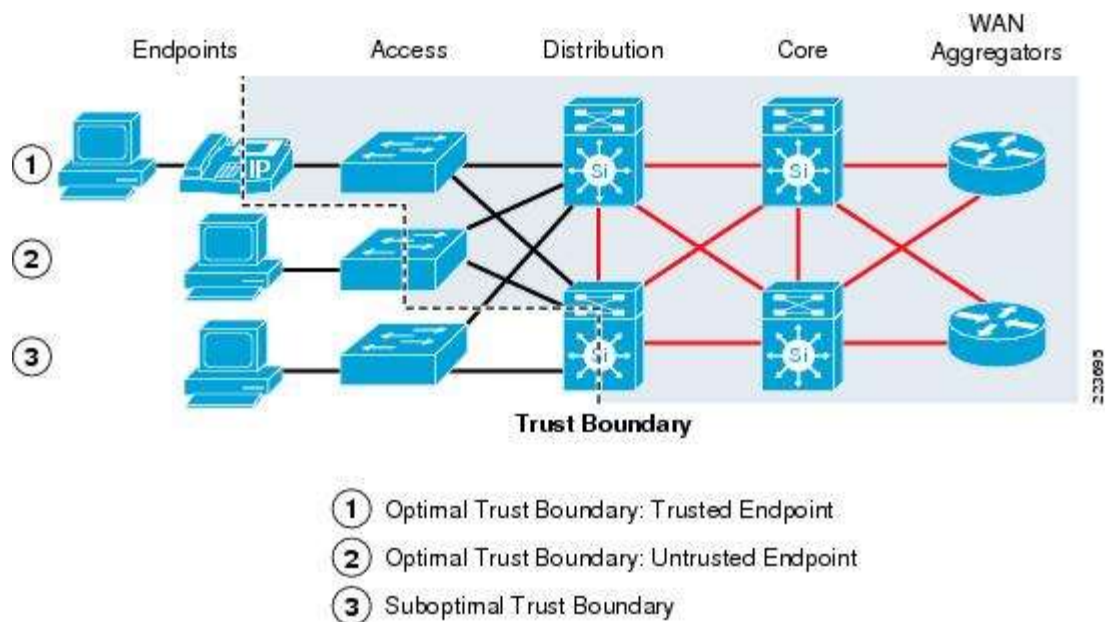 Endpoints Access Distribution Core WAN Aggregators
1
IP
Si
Si
2
3
Si
Si
Trust Boundary
223695
1 Optimal Trust Boundary: Trusted Endpoint
2 Optimal Trust Boundary: Untrusted Endpoint
3 Suboptimal Trust Boundary